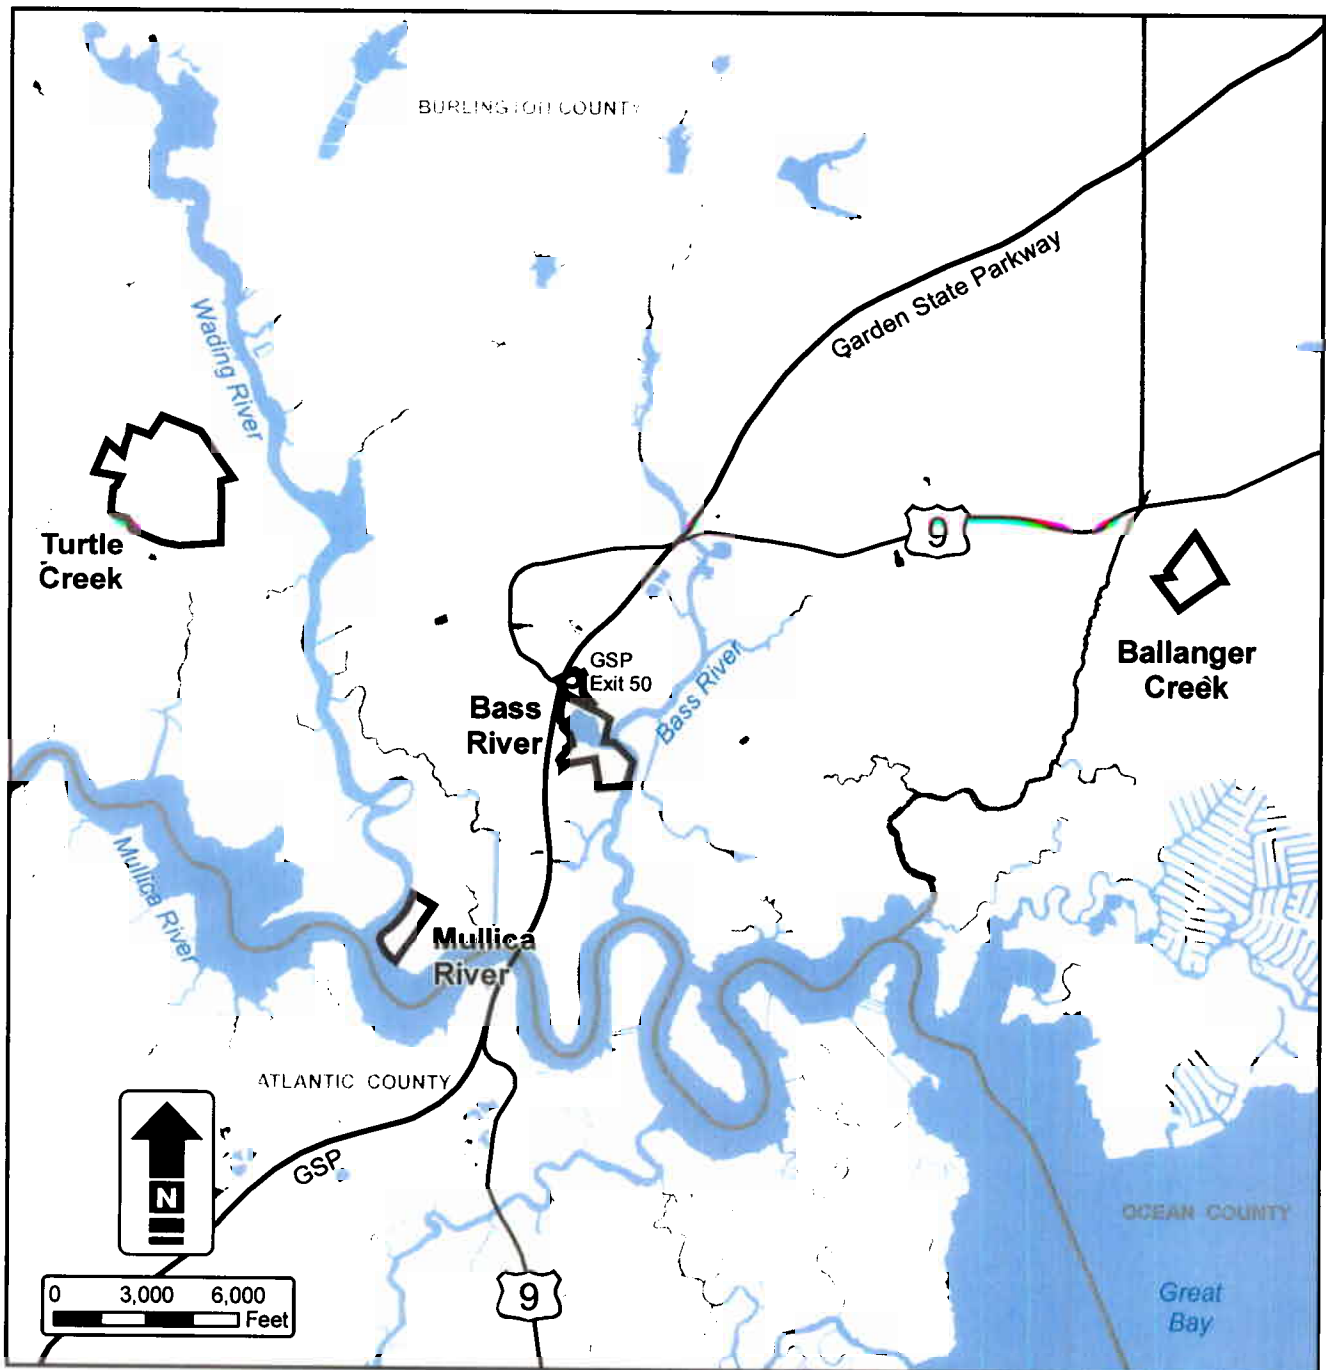 BURLINGTON COUNTY
Garden State Parkway
Wading River
9
Turtle
Creek
GSP
Exit 50
Ballanger
Creek
Bass
River
Bass River
Mullica River
Mullica
River
ATLANTIC COUNTY
GSP
N
OCEAN COUNTY
0 3,000 6,000
Feet
9
Great
Bay